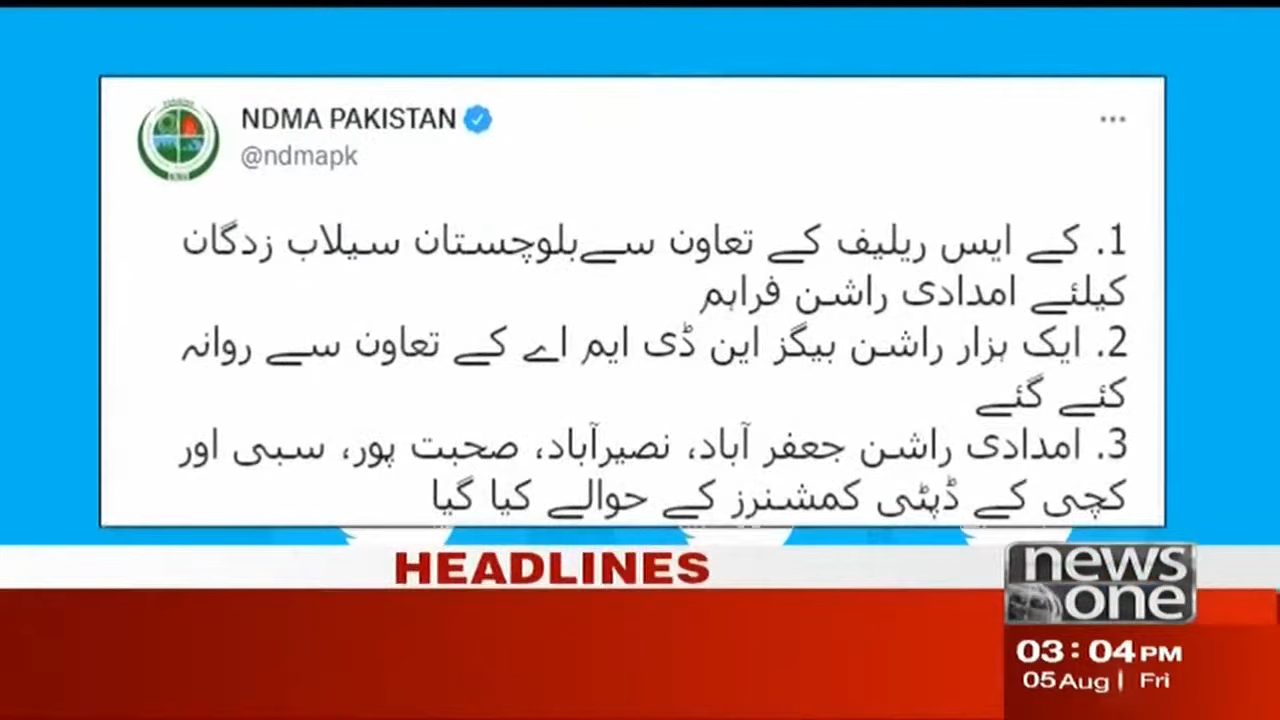 NDMA PAKISTAN
@ndmapk
1. کے ایس ریلیف کے تعاون سےبلوچستان سیلاب زدگان
کیلئے امدادی راشن فراہم
2. ایک ہزار راشن بیگز این ڈی ایم اے کے تعاون سے روانہ
کئے گئے
3. امدادی راشن جعفر آباد، نصیرآباد، صحبت پور، سبی اور
کچی کے ڈپٹی کمشنرز کے حوالے کیا گیا
HEADLINES
news
one
03:04 PM
05 Aug | Fri